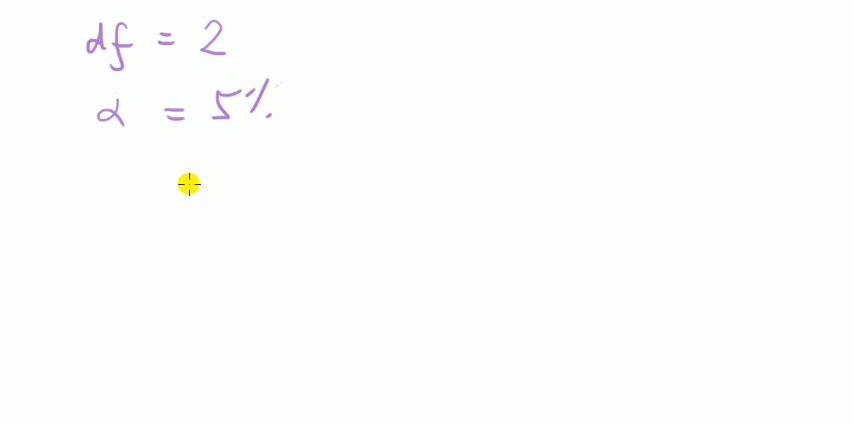 df = 2
α = 5%